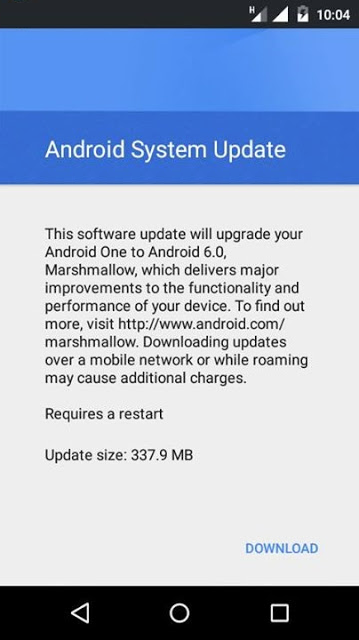 H 10:04
Android System Update
This software update will upgrade your
Android One to Android 6.0,
Marshmallow, which delivers major
improvements to the functionality and
performance of your device. To find out
more, visit http://www.android.com/
marshmallow. Downloading updates
over a mobile network or while roaming
may cause additional charges.
Requires a restart
Update size: 337.9 MB
DOWNLOAD